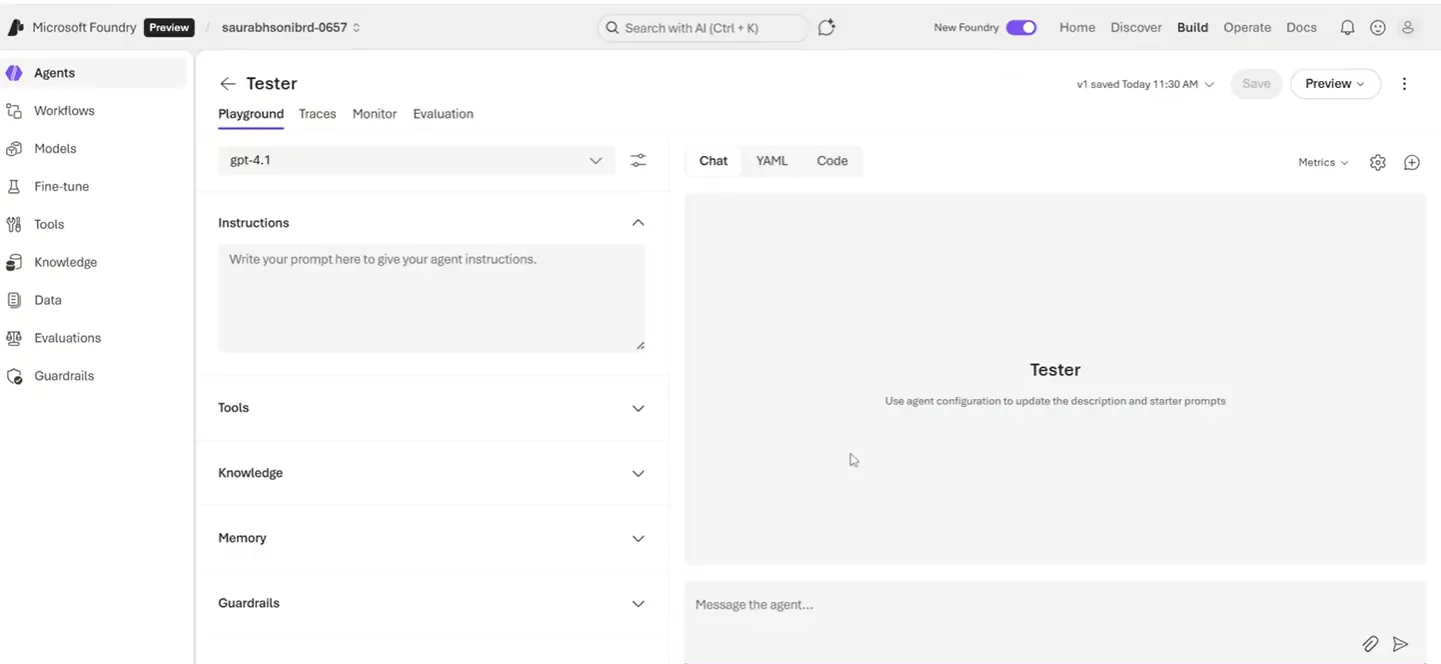 Microsoft Foundry Preview / saurabhsonibrd-0657 Search with AI (Ctrl + K) New Foundry Home Discover Build Operate Docs
Agents
Workflows
Models
Fine-tune
Tools
Knowledge
Data
Evaluations
Guardrails
Tester
v1 saved Today 11:30 AM Save Preview
Playground Traces Monitor Evaluation
gpt-4.1
Instructions
Write your prompt here to give your agent instructions.
Tools
Knowledge
Memory
Guardrails
Chat YAML Code Metrics
Tester
Use agent configuration to update the description and starter prompts
Message the agent...